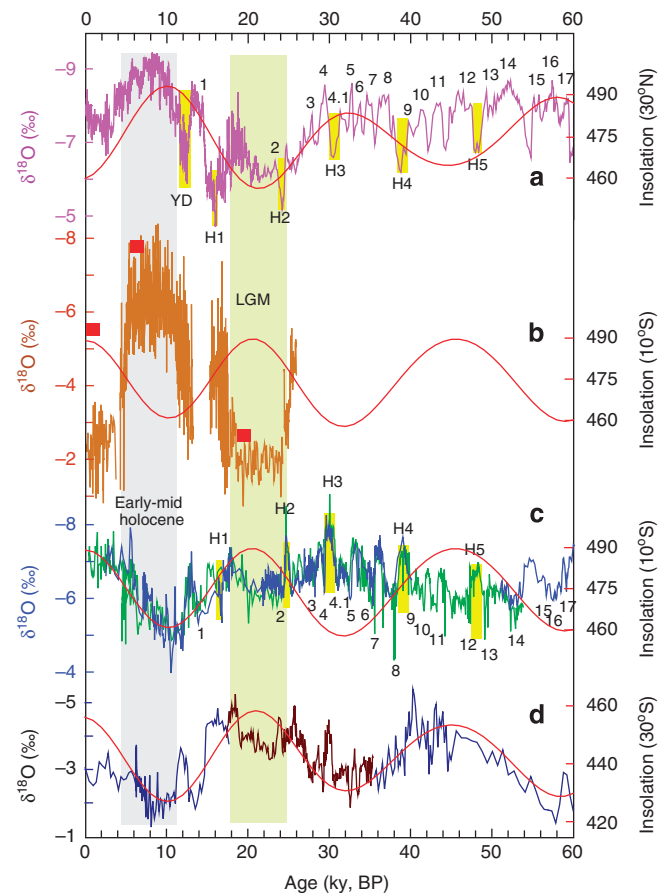 0 10 20 30 40 50 60
–9
–7
–5
δ18O (‰)
1 2 3 4 4.1 5 6 7 8 9 10 11 12 13 14 15 16 17
YD H1 H2 H3 H4 H5
a
490
475
460
Insolation (30°N)
–8
–6
–4
–2
δ18O (‰)
LGM
b
490
475
460
Insolation (10°S)
Early-mid
holocene
–8
–6
–4
δ18O (‰)
H1 H2 H3 H4 H5
c
1 2 3 4 4.1 5 6 7 8 9 10 11 12 13 14 15 16 17
490
475
460
Insolation (10°S)
–5
–3
–1
δ18O (‰)
d
460
440
430
420
Insolation (30°S)
0 10 20 30 40 50 60
Age (ky, BP)